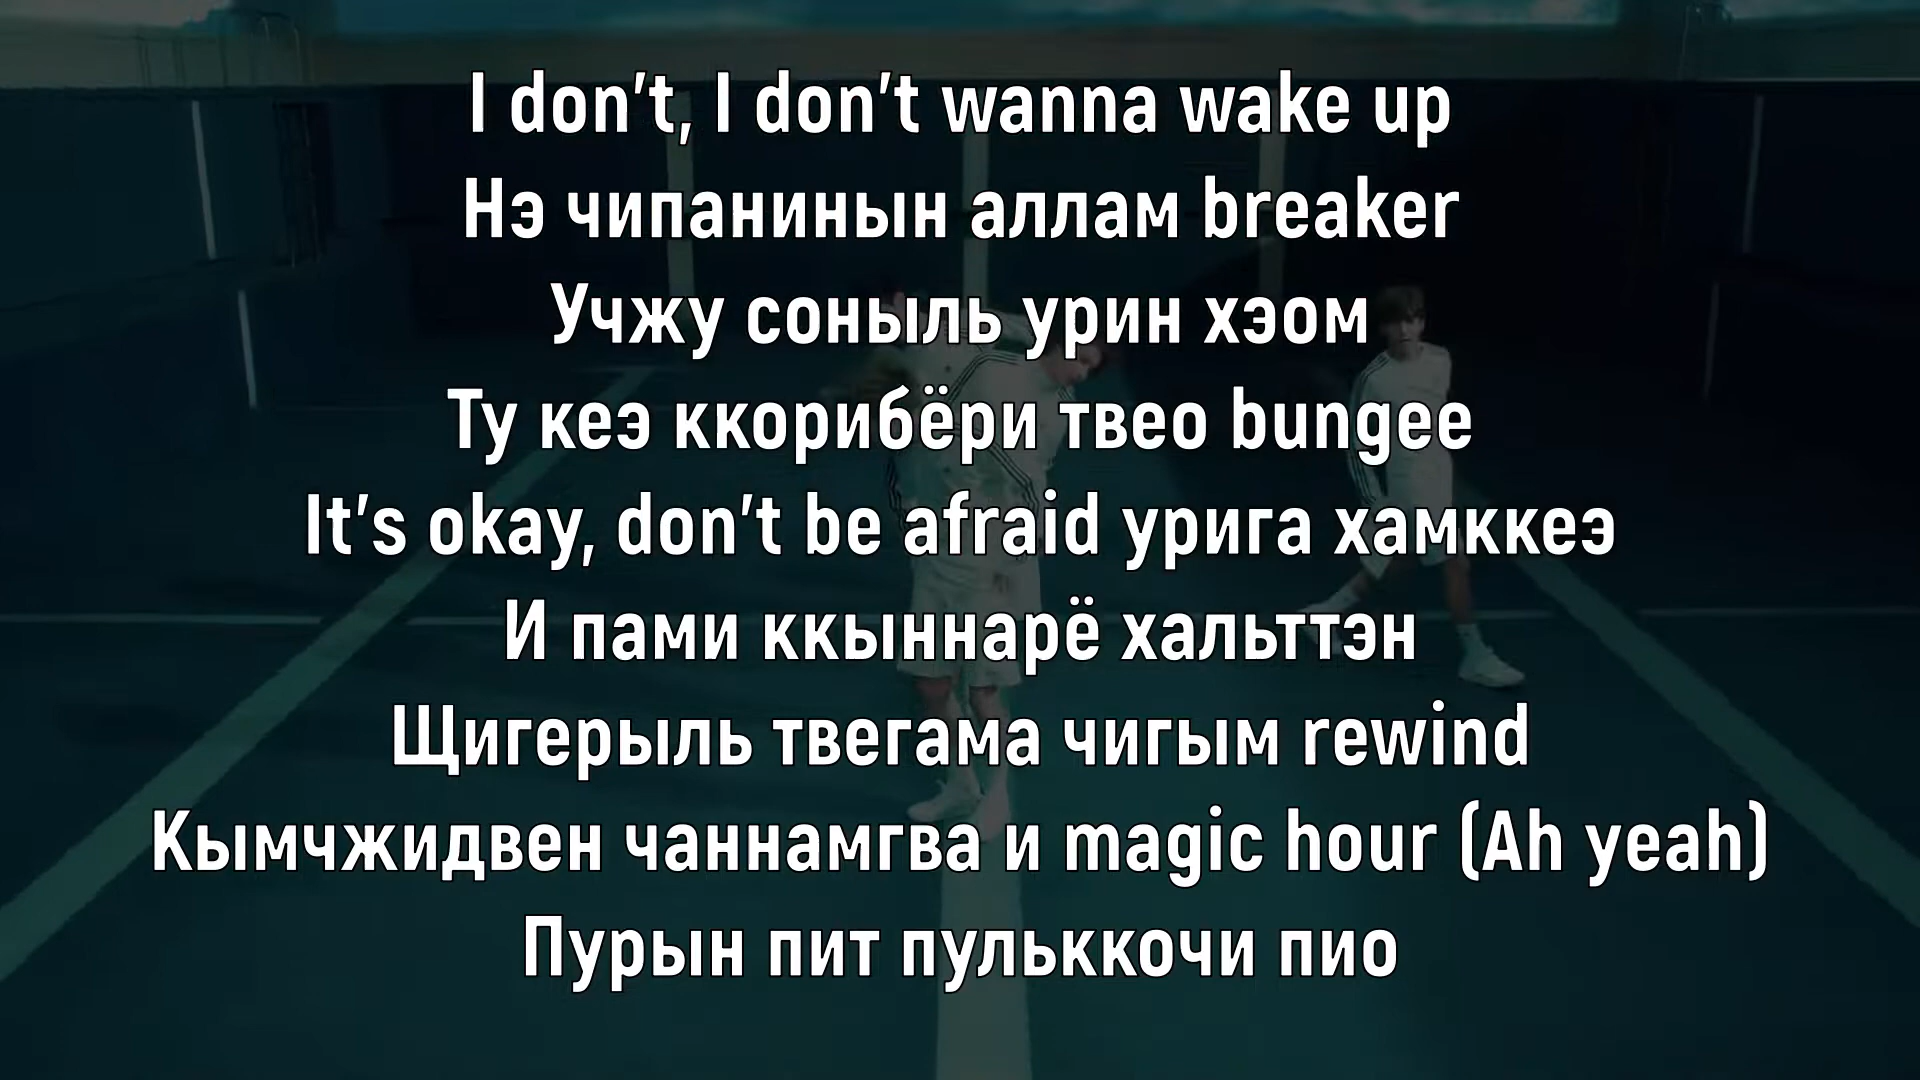 I don't, I don't wanna wake up
Нэ чипанинын аллам breaker
Учжу соныль урин хэом
Ту кеэ ккорибёри твео bungee
It's okay, don't be afraid урига хамккеэ
И пами ккыннарё хальттэн
Щигерыль твегама чигым rewind
Кымчжидвен чаннамгва и magic hour (Ah yeah)
Пурын пит пульккочи пио